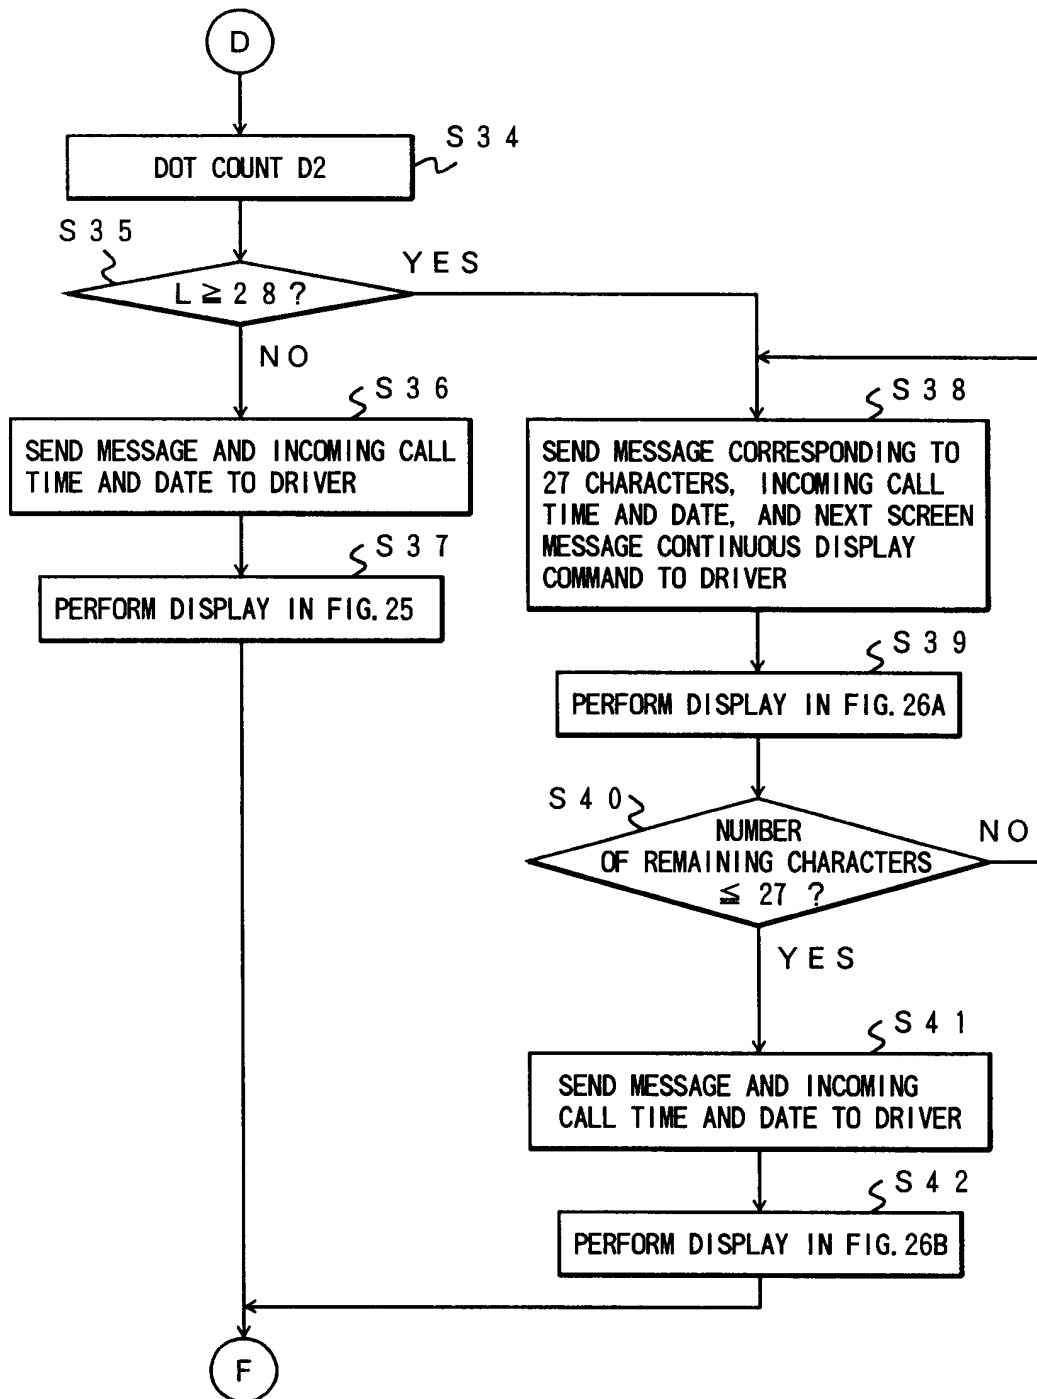 D
S34
DOT COUNT D2
S35
YES
L ≧ 28?
NO
S36
SEND MESSAGE AND INCOMING CALL
TIME AND DATE TO DRIVER
S37
PERFORM DISPLAY IN FIG.25
S38
SEND MESSAGE CORRESPONDING TO
27 CHARACTERS, INCOMING CALL
TIME AND DATE, AND NEXT SCREEN
MESSAGE CONTINUOUS DISPLAY
COMMAND TO DRIVER
S39
PERFORM DISPLAY IN FIG.26A
S40
NUMBER
OF REMAINING CHARACTERS
≦ 27 ?
NO
YES
S41
SEND MESSAGE AND INCOMING
CALL TIME AND DATE TO DRIVER
S42
PERFORM DISPLAY IN FIG.26B
F